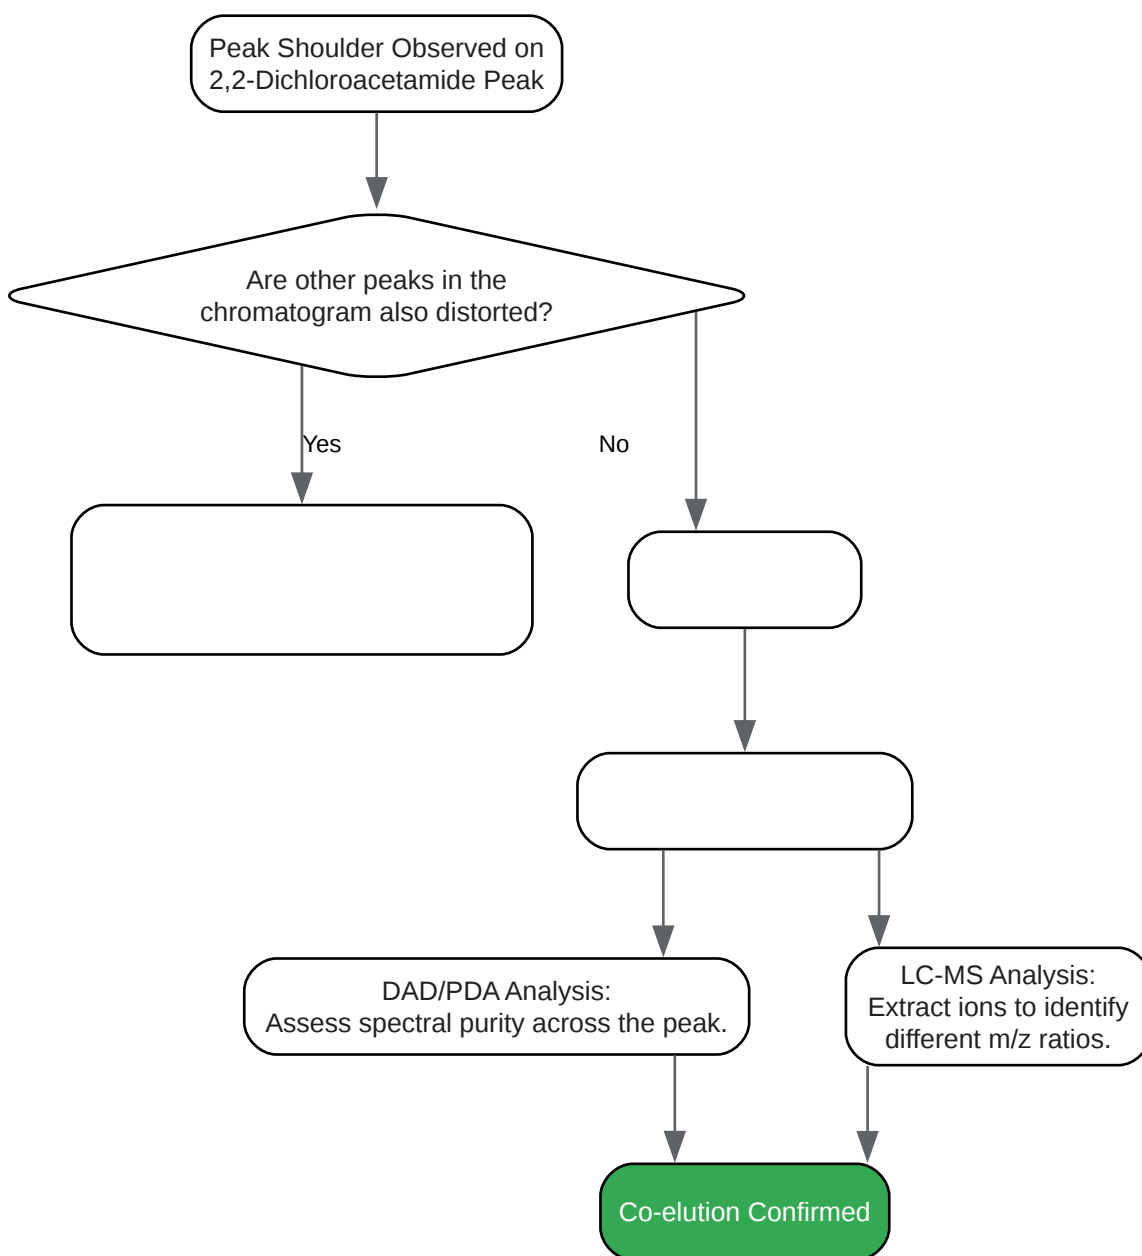 Peak Shoulder Observed on
2,2-Dichloroacetamide Peak
Are other peaks in the
chromatogram also distorted?
Yes
No
DAD/PDA Analysis:
Assess spectral purity across the peak.
LC-MS Analysis:
Extract ions to identify
different m/z ratios.
Co-elution Confirmed